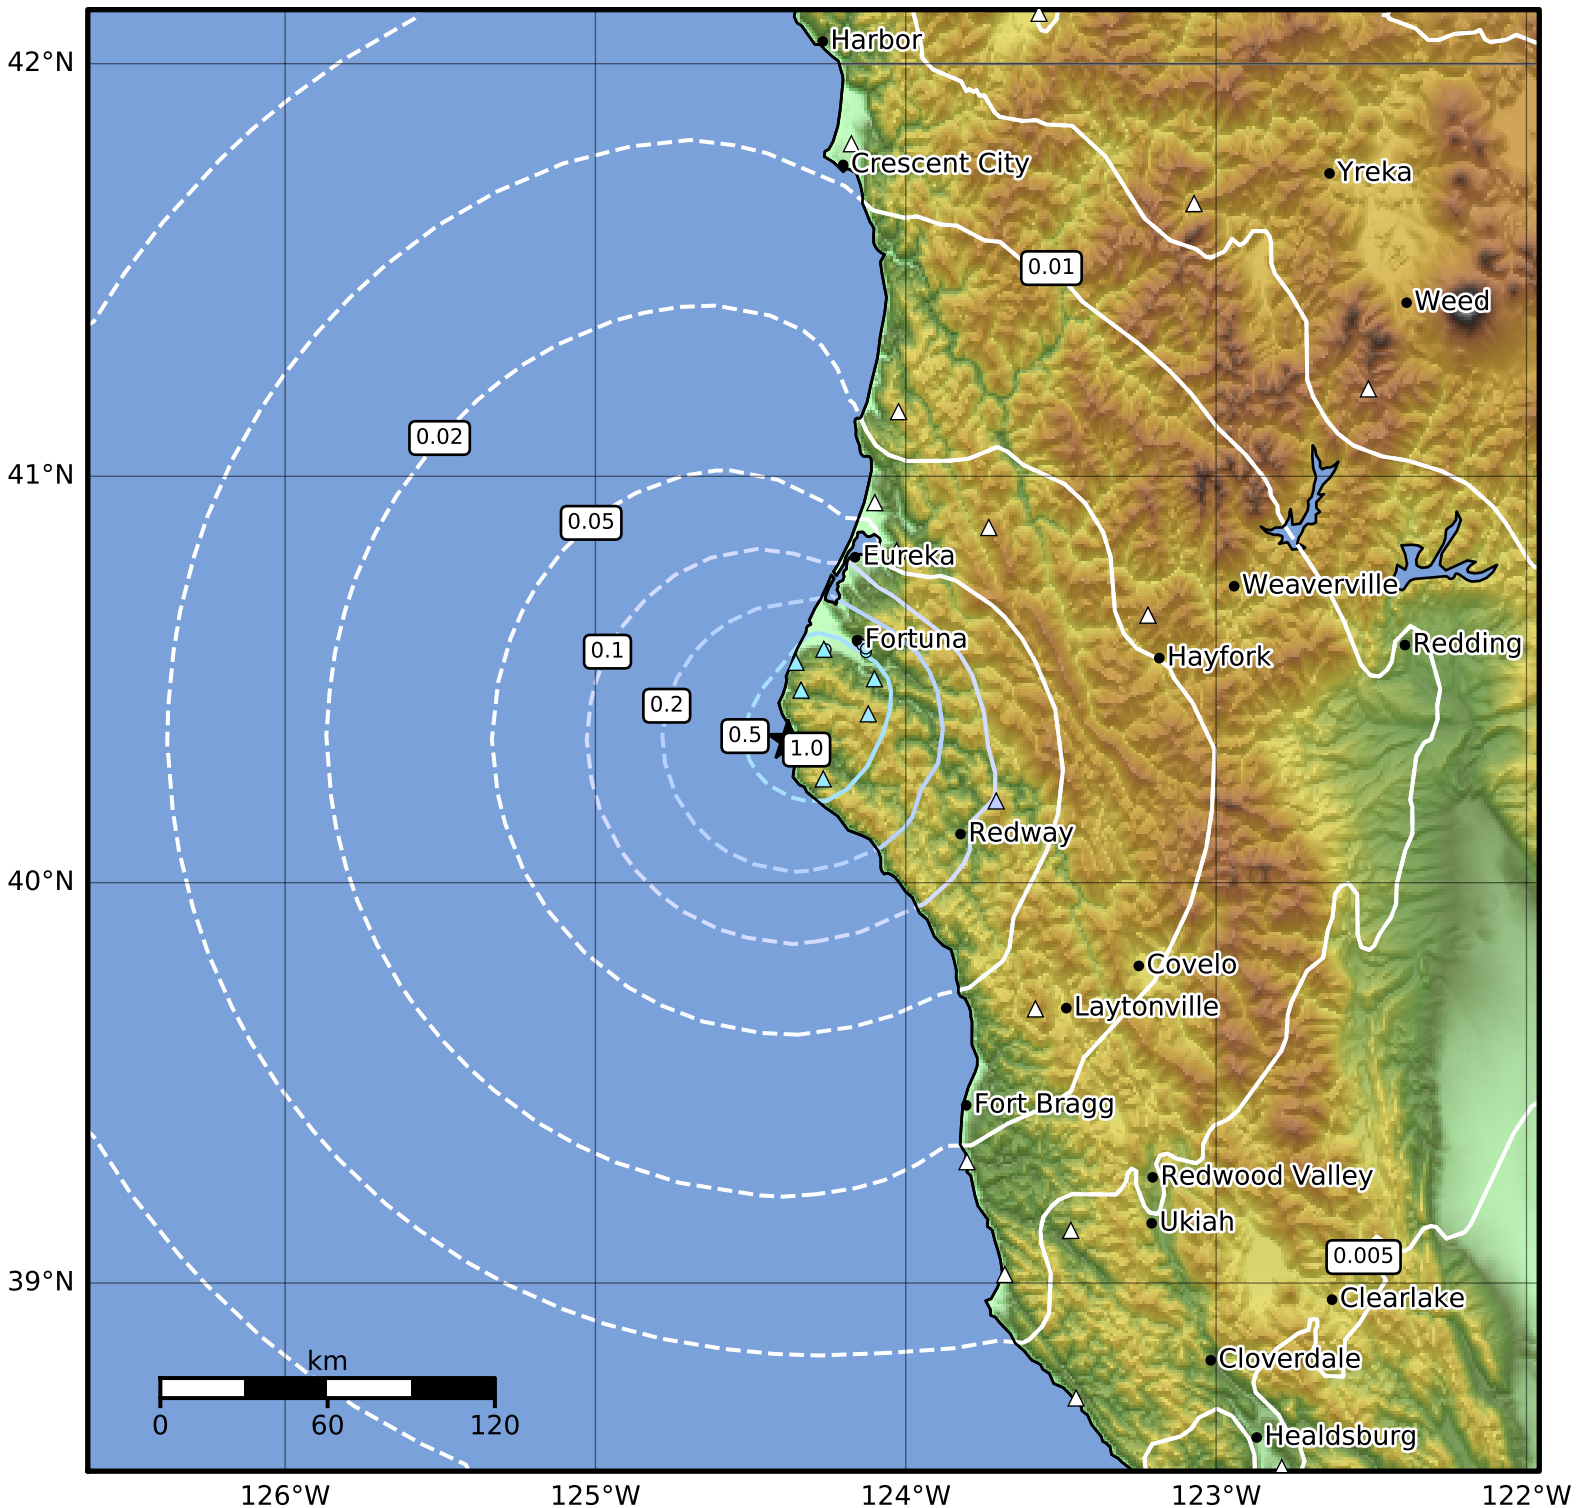 Harbor
42°N
Crescent City
Yreka
0.01
Weed
0.02
41°N
0.05
Eureka
Weaverville
Fortuna
Redding
0.1
Hayfork
0.2
0.5
1.0
Redway
40°N
Covelo
Laytonville
Fort Bragg
Redwood Valley
Ukiah
0.005
39°N
Clearlake
Cloverdale
km
0 60 120
Healdsburg
126°W 125°W 124°W 123°W 122°W